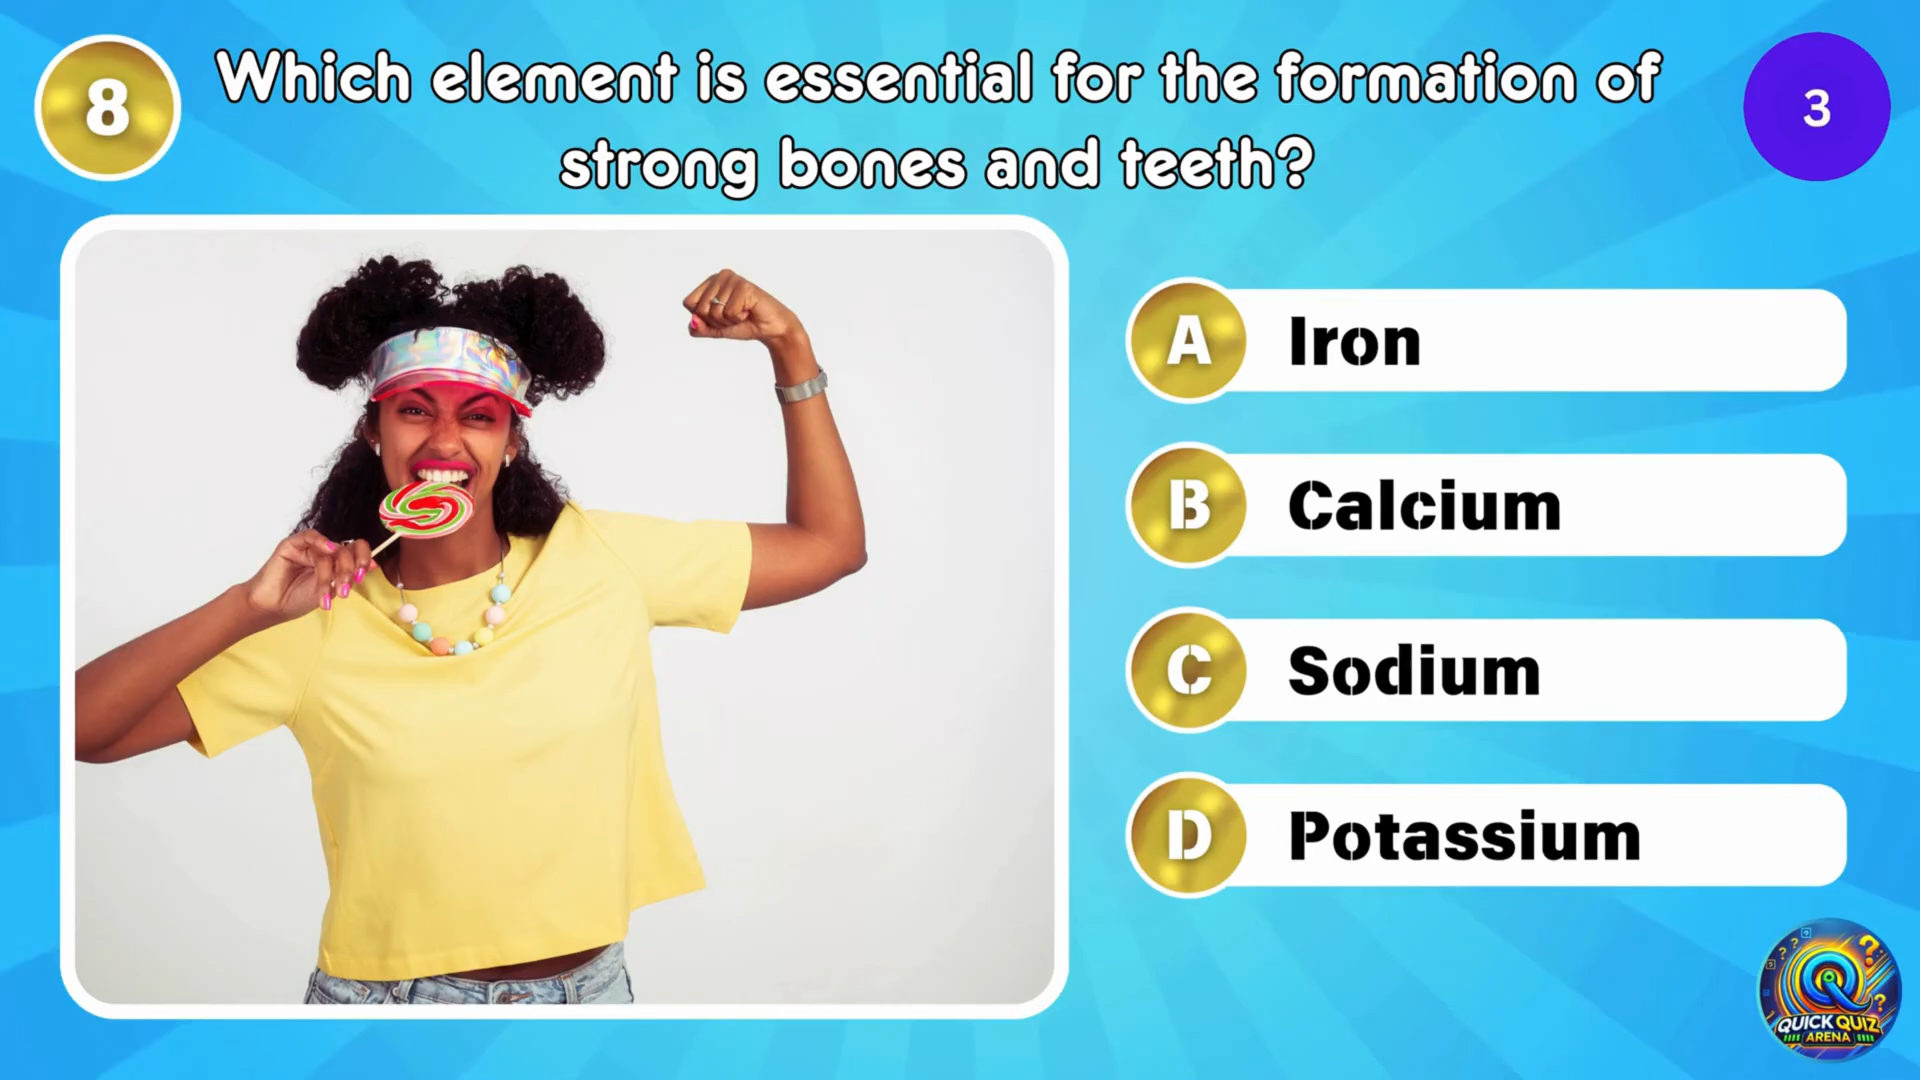 8
Which element is essential for the formation of
strong bones and teeth?
3
A Iron
B Calcium
C Sodium
D Potassium
QUICK QUIZ
ARENA